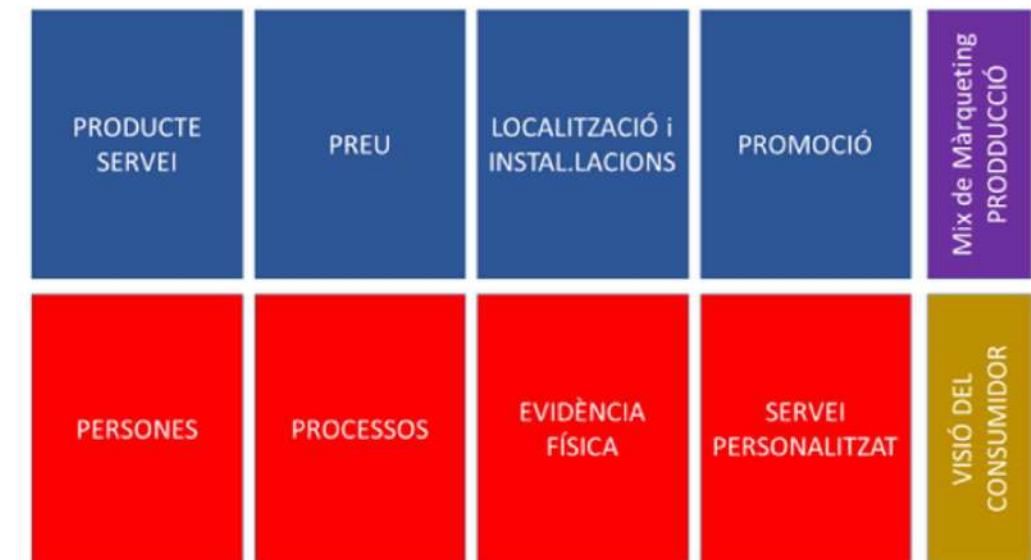 PRODUCTE
SERVEI
PREU
LOCALITZACIÓ i
INSTAL.LACIONS
PROMOCIÓ
Mix de Màrqueting
PRODDUCCIÓ
PERSONES
PROCESSOS
EVIDÈNCIA
FÍSICA
SERVEI
PERSONALITZAT
VISIÓ DEL
CONSUMIDOR